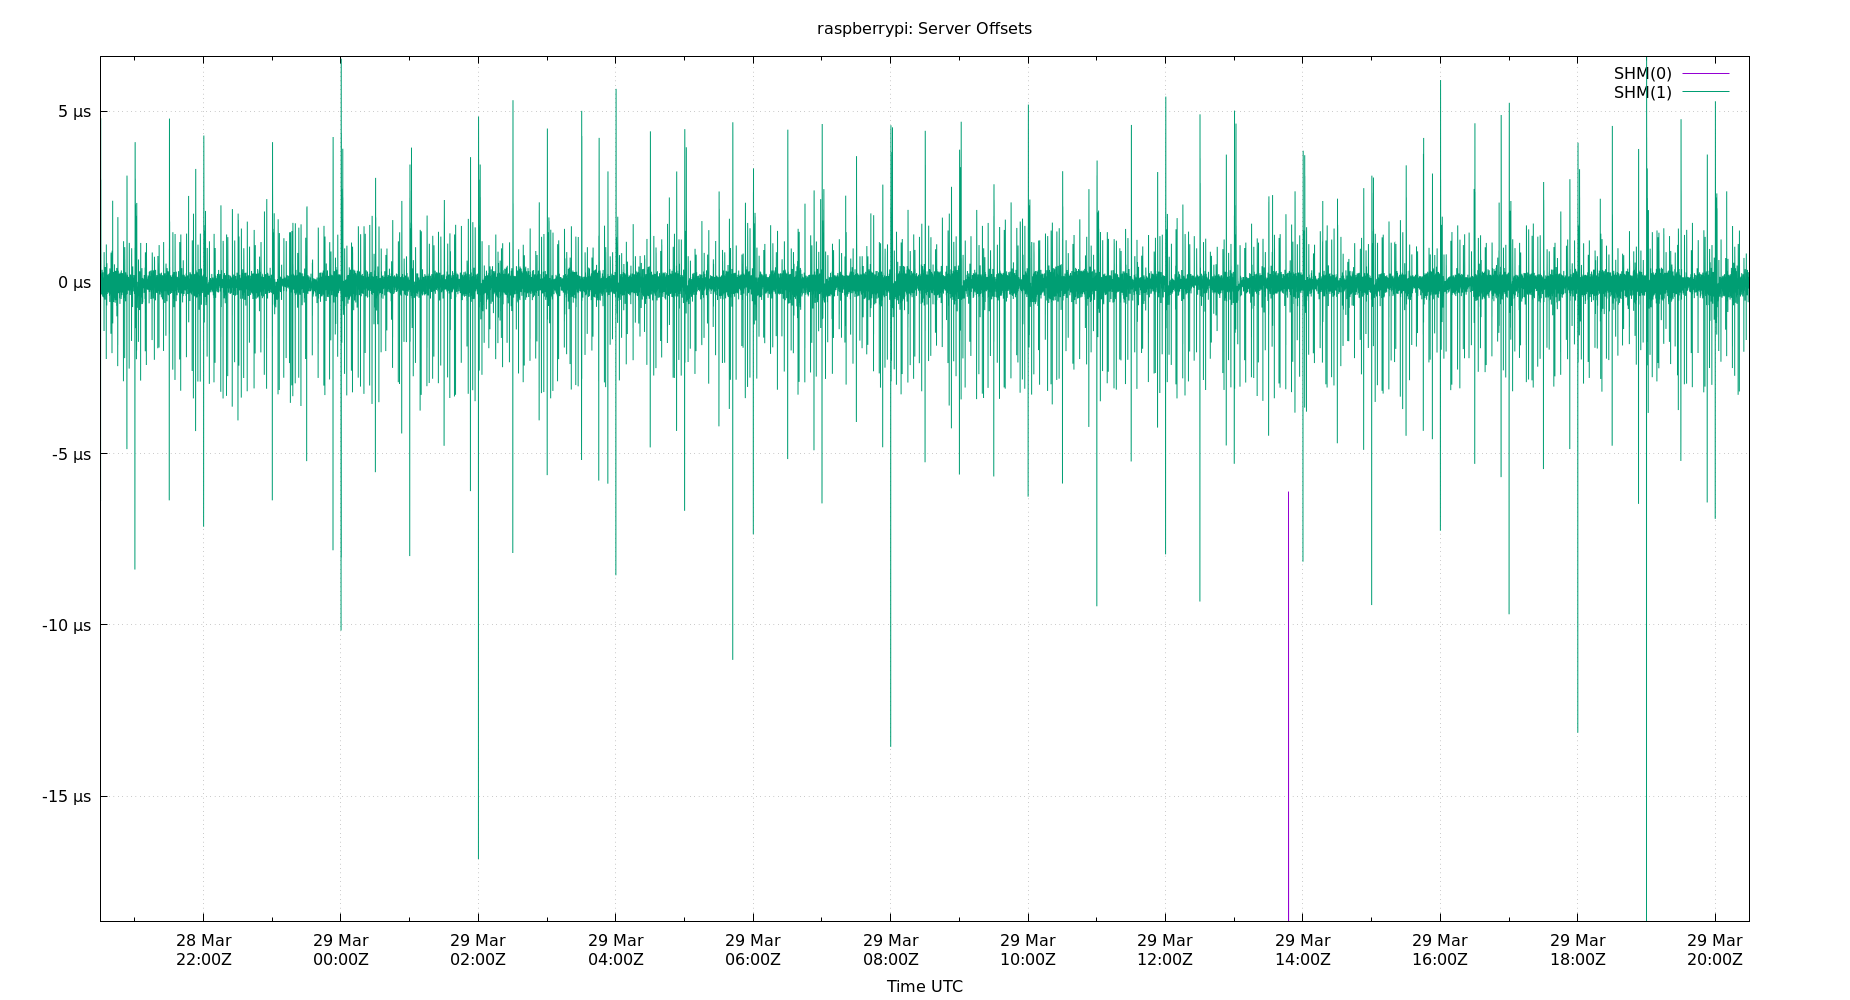 raspberrypi: Server Offsets
SHM(0)
SHM(1)
5 µs
0 µs
-5 µs
-10 µs
-15 µs
28 Mar 29 Mar 29 Mar 29 Mar 29 Mar 29 Mar 29 Mar 29 Mar 29 Mar 29 Mar 29 Mar 29 Mar
22:00Z 00:00Z 02:00Z 04:00Z 06:00Z 08:00Z 10:00Z 12:00Z 14:00Z 16:00Z 18:00Z 20:00Z
Time UTC